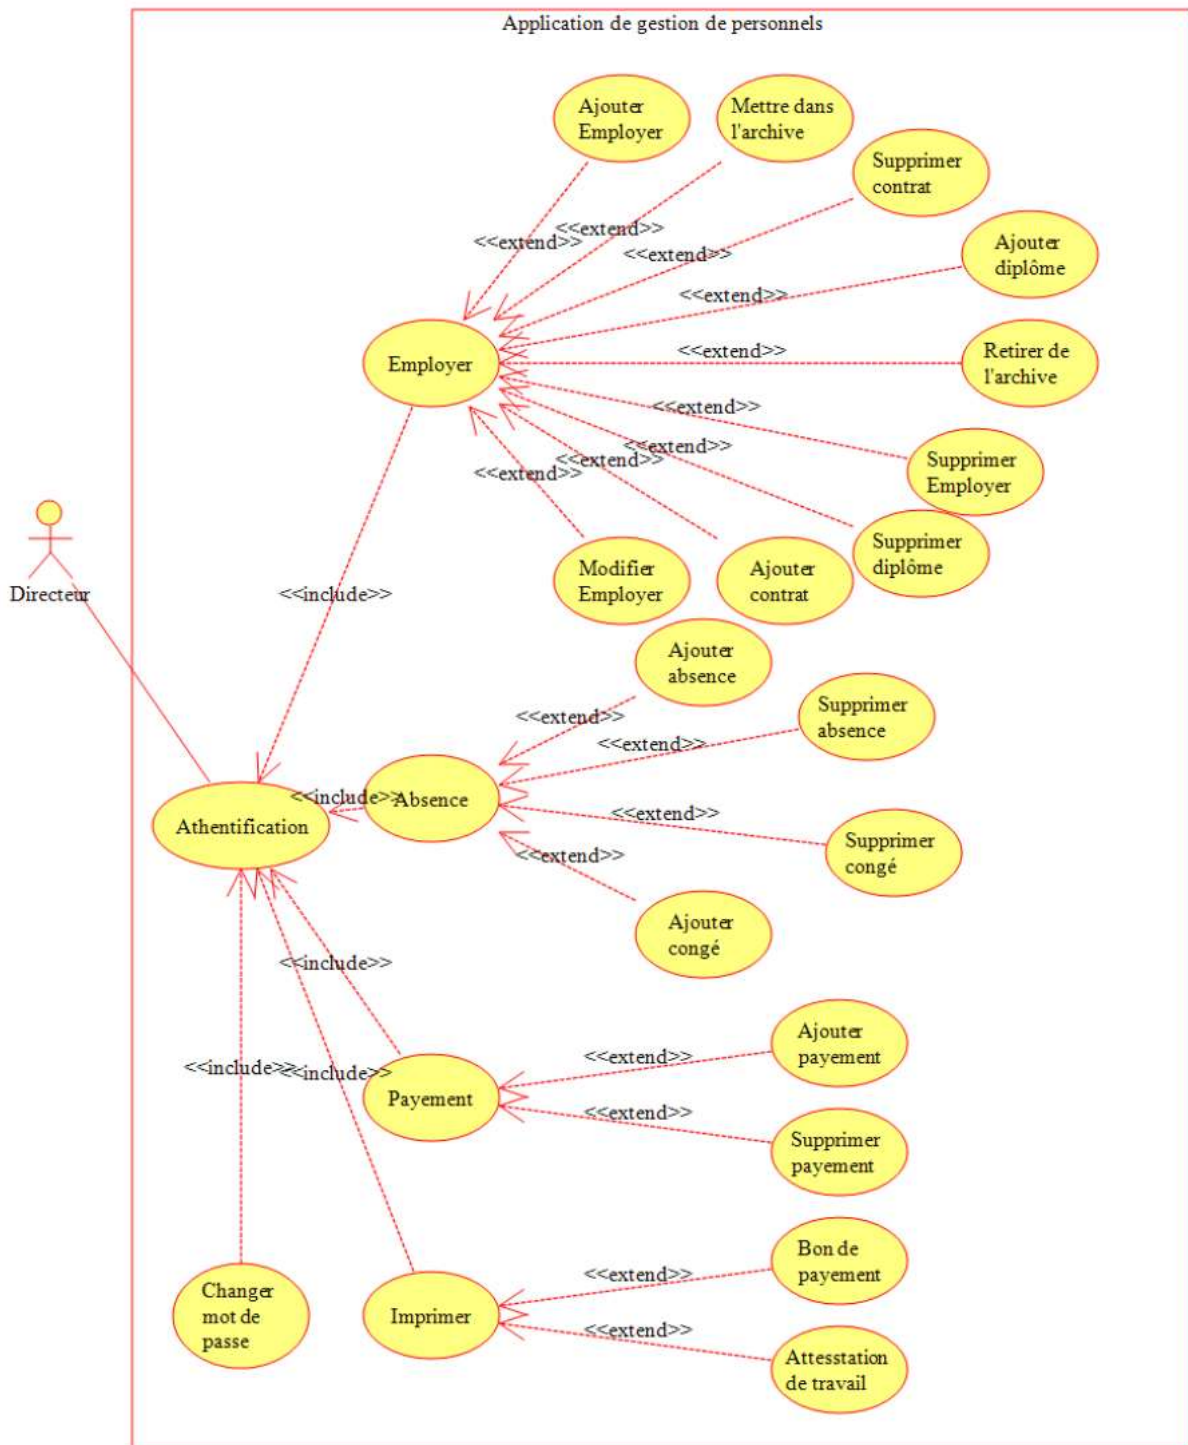 Application de gestion de personnels
Ajouter
Employer
Mettre dans
l'archive
Supprimer
contrat
<<extend>>
<<extend>>
<<extend>>
Ajouter
diplôme
<<extend>>
Employer
<<extend>>
Retirer de
l'archive
<<extend>>
<<extend>>
<<extend>>
<<extend>>
Supprimer
Employer
Supprimer
diplôme
Modifier
Employer
Ajouter
contrat
Directeur
<<include>>
Ajouter
absence
<<extend>>
Supprimer
absence
<<extend>>
<<include>>
Absence
Athentification
<<extend>>
Supprimer
congé
<<extend>>
Ajouter
congé
<<include>>
Ajouter
payement
<<extend>>
<<include>>
<<include>>
Payement
<<extend>>
Supprimer
payement
Bon de
payement
<<extend>>
Changer
mot de
passe
Imprimer
<<extend>>
Attesstation
de travail